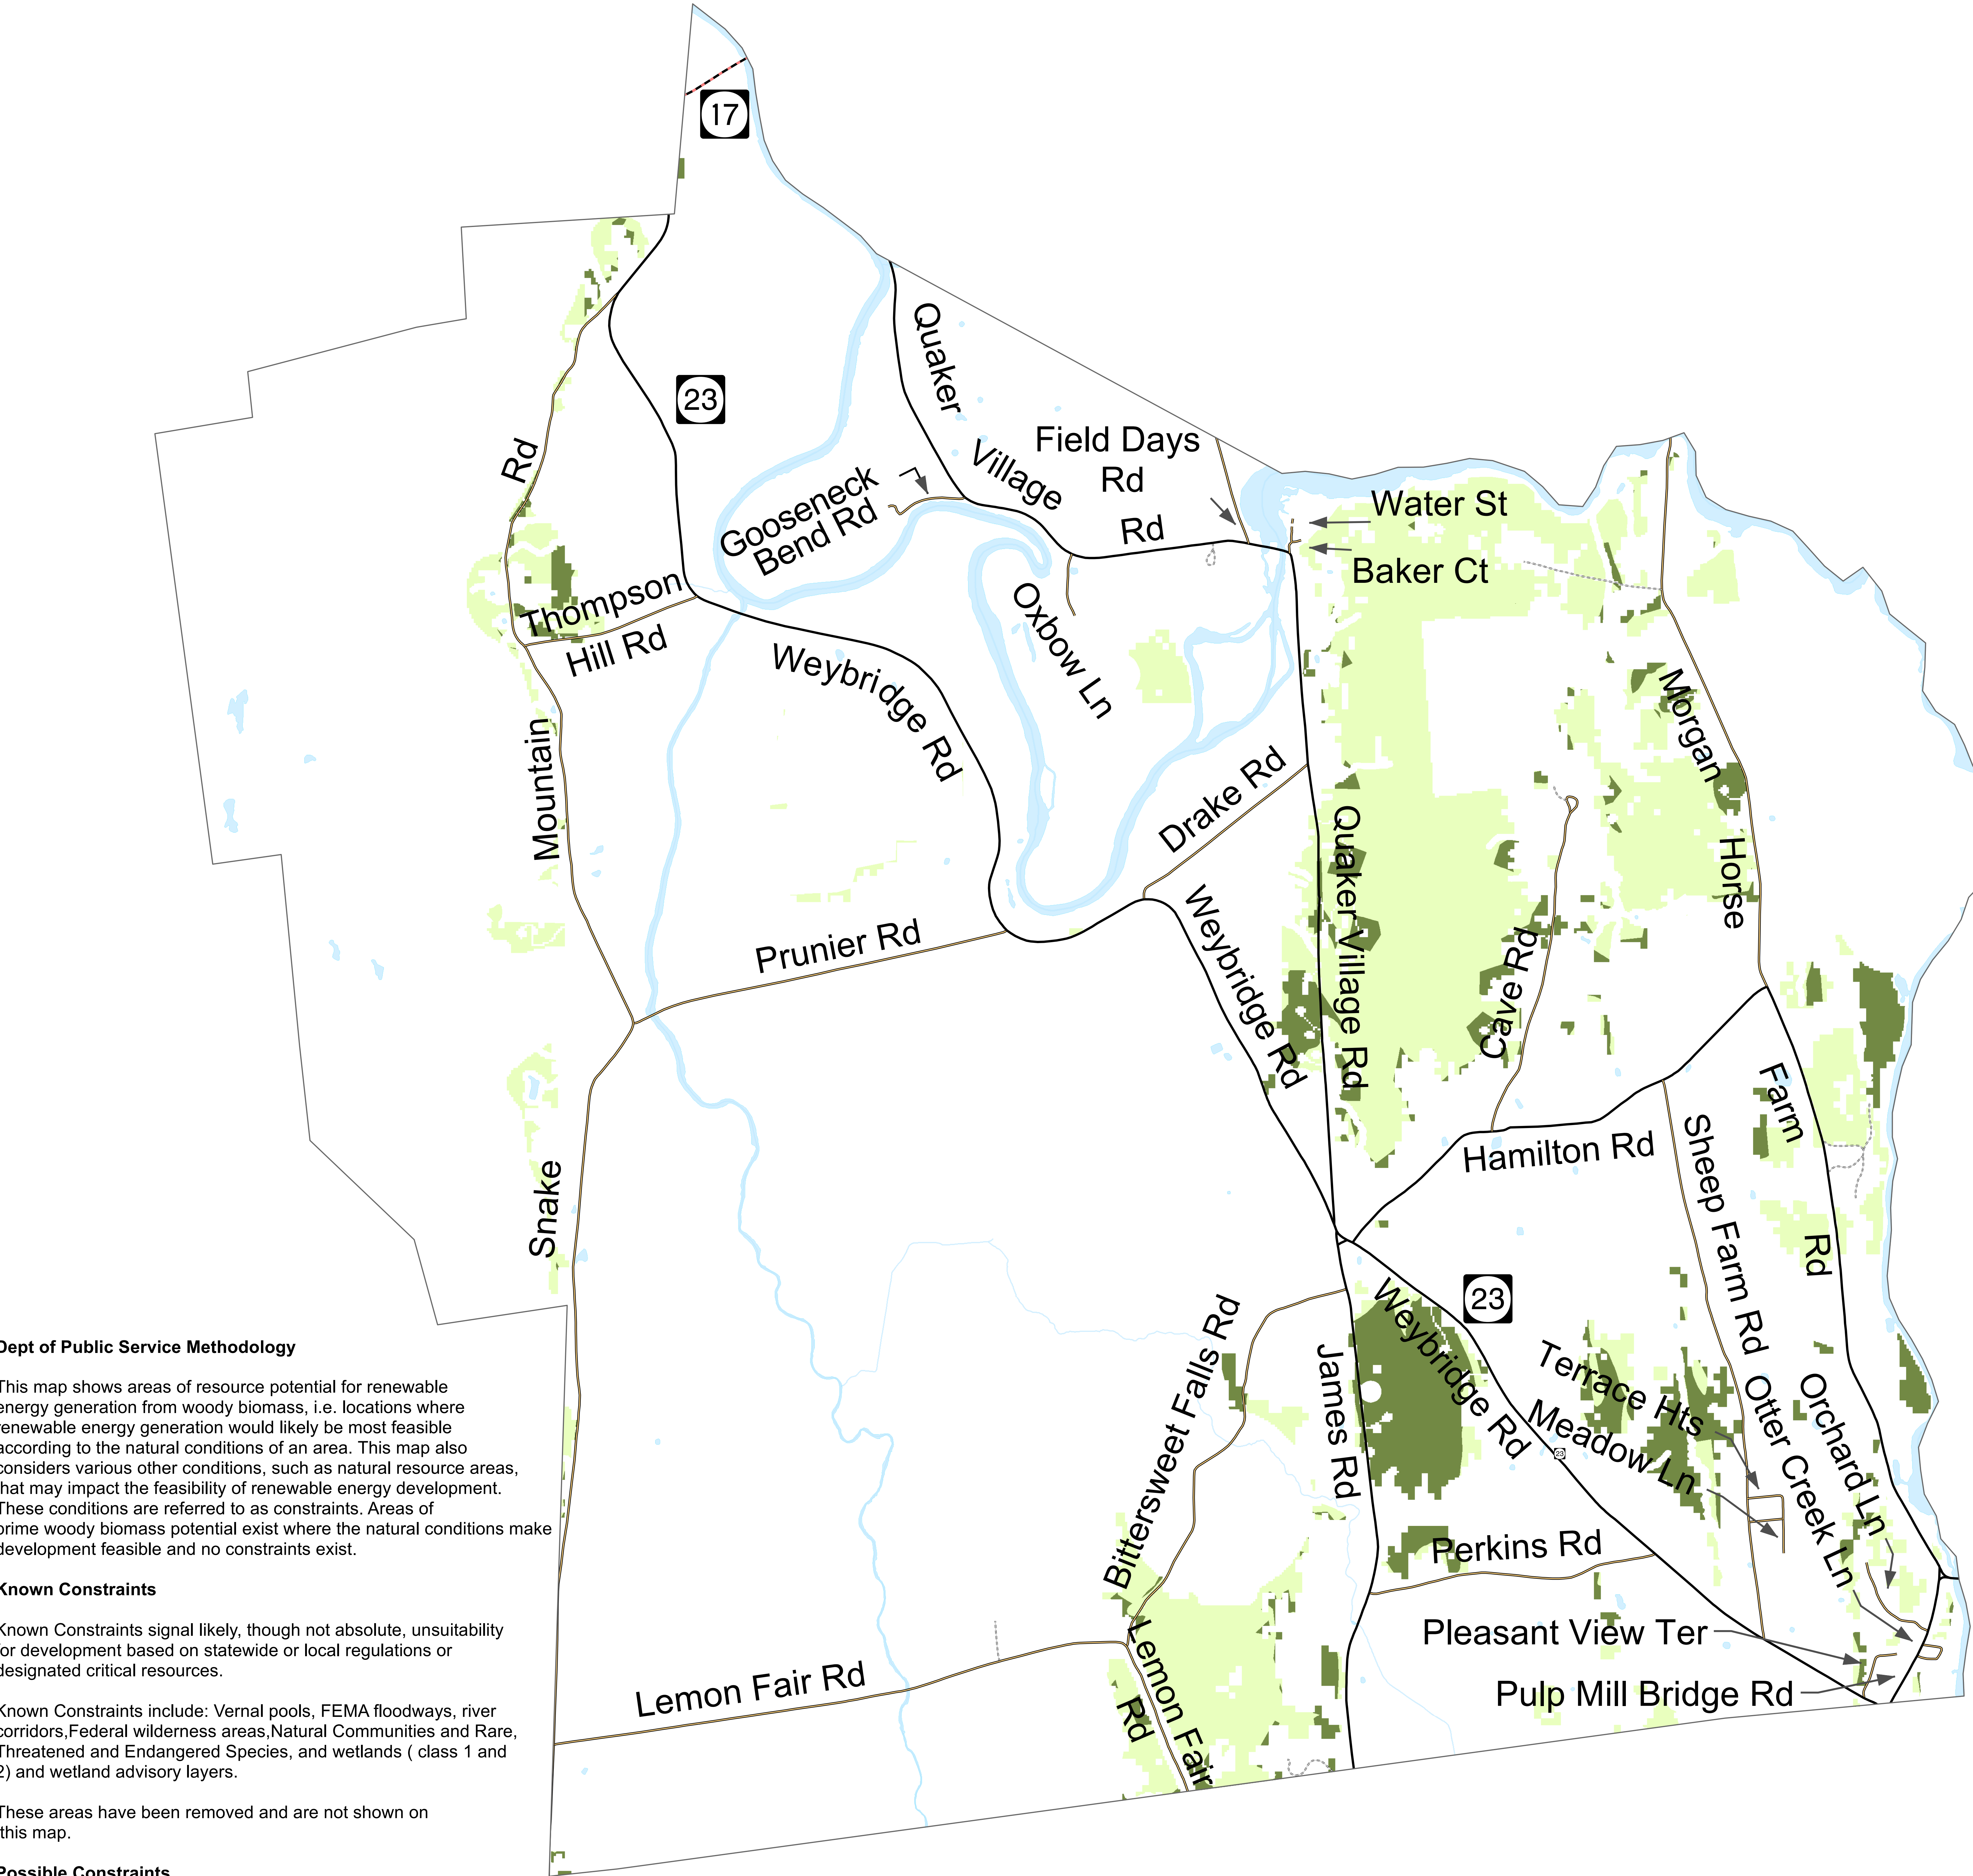 17
23
Quaker
Village
Rd
Field Days
Rd
Water St
Baker Ct
Gooseneck
Bend Rd
Rd
Thompson
Hill Rd
Oxbow Ln
Weybridge Rd
Mountain
Morgan
Horse
Farm
Rd
Drake Rd
Quaker Village Rd
Weybridge Rd
Cave Rd
Prunier Rd
Hamilton Rd
Sheep Farm Rd
Snake
23
Weybridge Rd
Bittersweet Falls Rd
James Rd
Terrace Hts
Meadow Ln
23
Otter Creek Ln
Orchard Ln
Perkins Rd
Pleasant View Ter
Pulp Mill Bridge Rd
Lemon Fair Rd
Lemon Fair
Rd
Dept of Public Service Methodology
This map shows areas of resource potential for renewable
energy generation from woody biomass, i.e. locations where
renewable energy generation would likely be most feasible
according to the natural conditions of an area. This map also
considers various other conditions, such as natural resource areas,
that may impact the feasibility of renewable energy development.
These conditions are referred to as constraints. Areas of
prime woody biomass potential exist where the natural conditions make
development feasible and no constraints exist.
Known Constraints
Known Constraints signal likely, though not absolute, unsuitability
for development based on statewide or local regulations or
designated critical resources.
Known Constraints include: Vernal pools, FEMA floodways, river
corridors,Federal wilderness areas,Natural Communities and Rare,
Threatened and Endangered Species, and wetlands ( class 1 and
2) and wetland advisory layers.
These areas have been removed and are not shown on
this map.
Possible Constraints